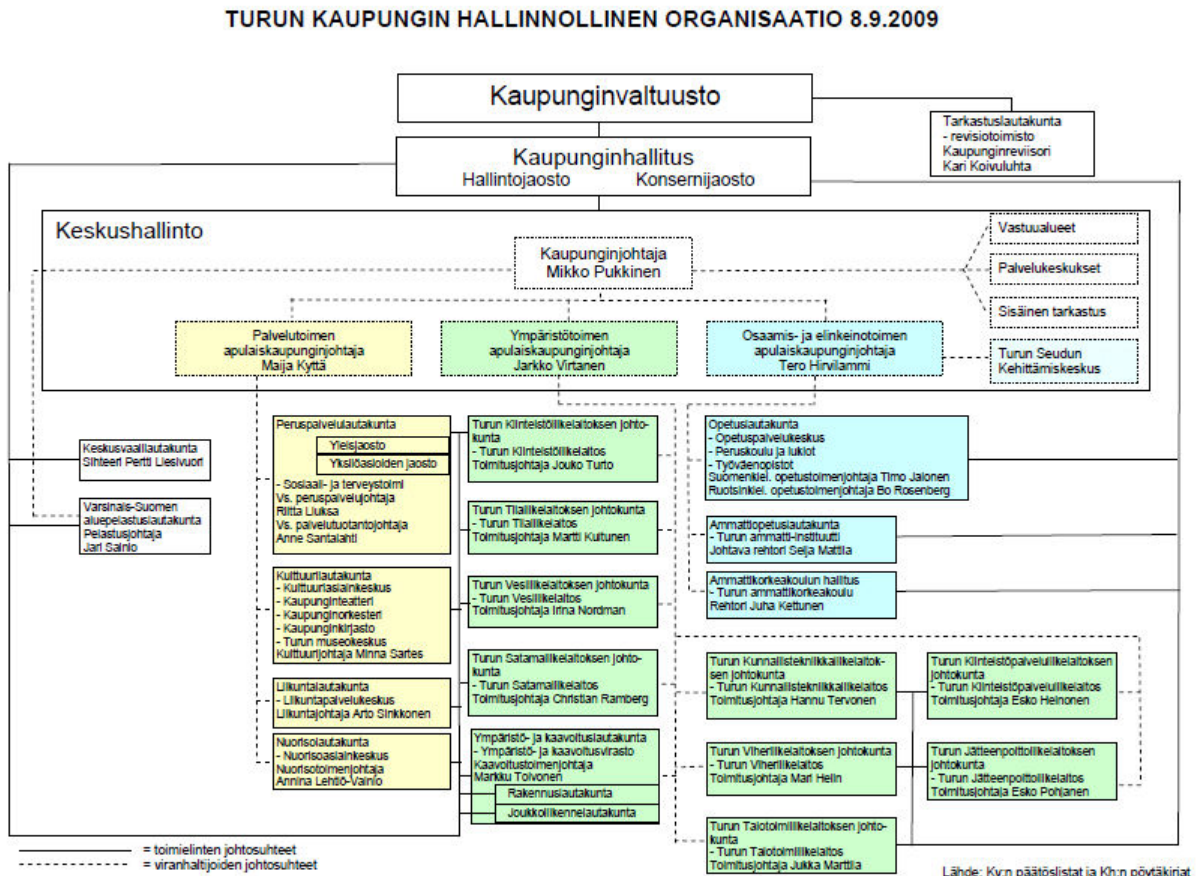 TURUN KAUPUNGIN HALLINNOLLINEN ORGANISAATIO 8.9.2009
Kaupunginvaltuusto
Tarkastuslautakunta
- revisiotoimisto
Kaupunginreviisori
Kari Koivuluhta
Kaupunginhallitus
Hallintojaosto Konsernijaosto
Keskushallinto
Kaupunginjohtaja
Mikko Pukkinen
Vastuualueet
Palvelukeskukset
Sisäinen tarkastus
Palvelutoimen
apulaiskaupunginjohtaja
Maija Kyttä
Ympäristötoimen
apulaiskaupunginjohtaja
Jarkko Virtanen
Osaamis- ja elinkeinotoimen
apulaiskaupunginjohtaja
Tero Hirvilammi
Turun Seudun
Kehittämiskeskus
Keskusvaalilautakunta
Sihteeri Pertti Liesivuori
Varsinais-Suomen
aluepelastuslautakunta
Pelastusjohtaja
Jari Sainio
Peruspalvelulautakunta
Yleisjaosto
Yksilöasioiden jaosto
- Sosiaali- ja terveystoimi
Vs. peruspalvelujohtaja
Riitta Liuksa
Vs. palvelutuotantojohtaja
Anne Santalahti
Kulttuurilautakunta
- Kulttuuriasiainkeskus
- Kaupunginteatteri
- Kaupunginorkesteri
- Kaupunginkirjasto
- Turun museokeskus
Kulttuurijohtaja Minna Sartes
Liikuntalautakunta
- Liikuntapalvelukeskus
Liikuntajohtaja Arto Sinkkonen
Nuorisolautakunta
- Nuorisoasiainkeskus
Nuorisotoimenjohtaja
Annina Lehtiö-Vainio
Turun Kiinteistöliikelaitoksen johto-
kunta
- Turun Kiinteistöliikelaitos
Toimitusjohtaja Jouko Turto
Turun Tilaliikelaitoksen johtokunta
- Turun Tilaliikelaitos
Toimitusjohtaja Martti Kuitunen
Turun Vesiliikelaitoksen johtokunta
- Turun Vesiliikelaitos
Toimitusjohtaja Irina Nordman
Turun Satamaliikelaitoksen johto-
kunta
- Turun Satamaliikelaitos
Toimitusjohtaja Christian Ramberg
Ympäristö- ja kaavoituslautakunta
- Ympäristö- ja kaavoitusvirasto
Kaavoitustoimenjohtaja
Markku Toivonen
Rakennuslautakunta
Joukkoliikennelautakunta
Opetuslautakunta
- Opetuspalvelukeskus
- Peruskoulu ja lukiot
- Työväenopistot
Suomenkiel. opetustoimenjohtaja Timo Jalonen
Ruotsinkiel. opetustoimenjohtaja Bo Rosenberg
Ammattiopetuslautakunta
- Turun ammatti-instituutti
Johtava rehtori Seija Mattila
Ammattikorkeakoulun hallitus
- Turun ammattikorkeakoulu
Rehtori Juha Kettunen
Turun Kunnallistekniikkaliikelaitok-
sen johtokunta
- Turun Kunnallistekniikkaliikelaitos
Toimitusjohtaja Hannu Tervonen
Turun Kiinteistöpalveluliikelaitoksen
johtokunta
- Turun Kiinteistöpalveluliikelaitos
Toimitusjohtaja Esko Heinonen
Turun Viherliikelaitoksen johtokunta
- Turun Viherliikelaitos
Toimitusjohtaja Mari Helin
Turun Jätteenpolttoliikelaitoksen
johtokunta
- Turun Jätteenpolttoliikelaitos
Toimitusjohtaja Esko Pohjanen
Turun Talotoimiliikelaitoksen johto-
kunta
- Turun Talotoimiliikelaitos
Toimitusjohtaja Jukka Marttila
= toimielinten johtosuhteet
= viranhaltijoiden johtosuhteet
Lähde: Kv:n päätöslistat ja Kh:n pöytäkirjat